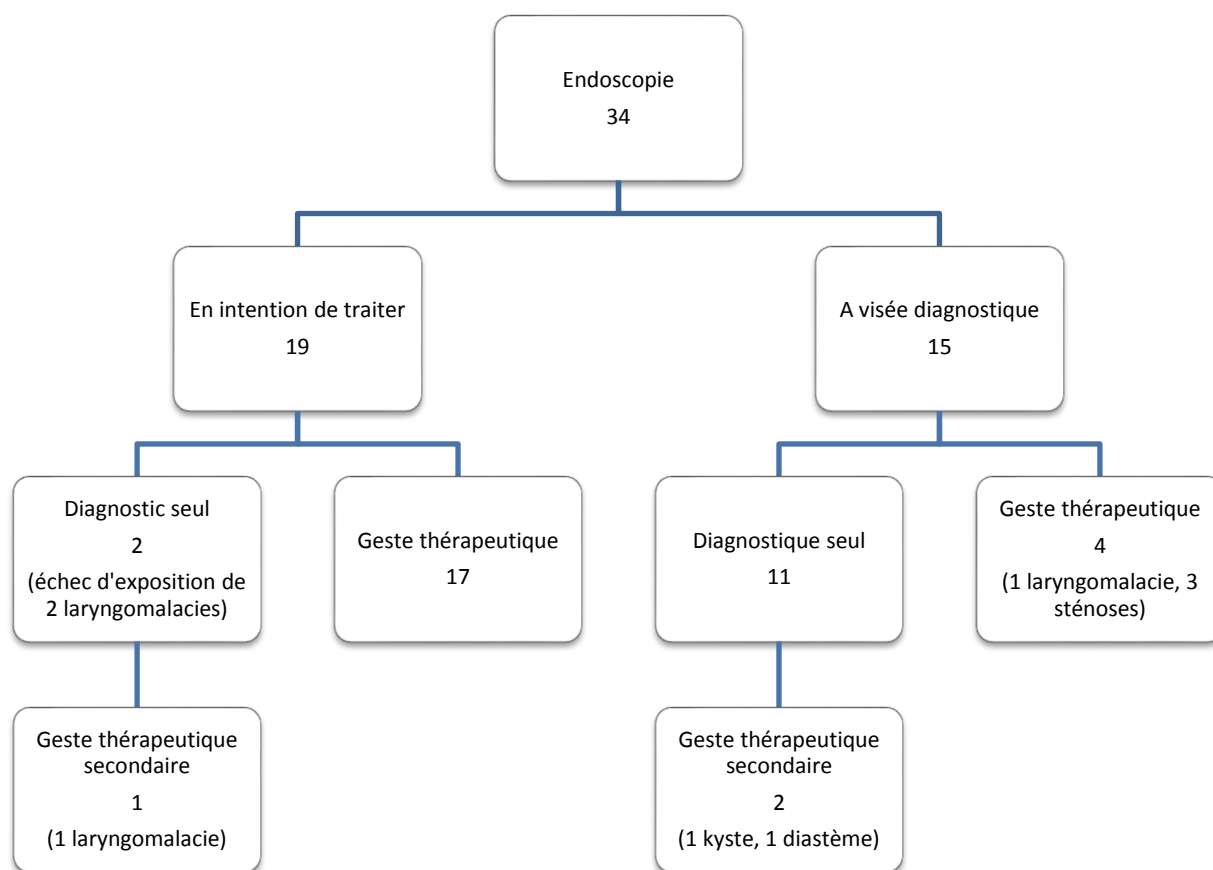 Endoscopie
34
En intention de traiter
19
A visée diagnostique
15
Diagnostic seul
2
(échec d'exposition de
2 laryngomalacies)
Geste thérapeutique
17
Diagnostique seul
11
Geste thérapeutique
4
(1 laryngomalacie, 3
sténoses)
Geste thérapeutique
secondaire
1
(1 laryngomalacie)
Geste thérapeutique
secondaire
2
(1 kyste, 1 diastème)